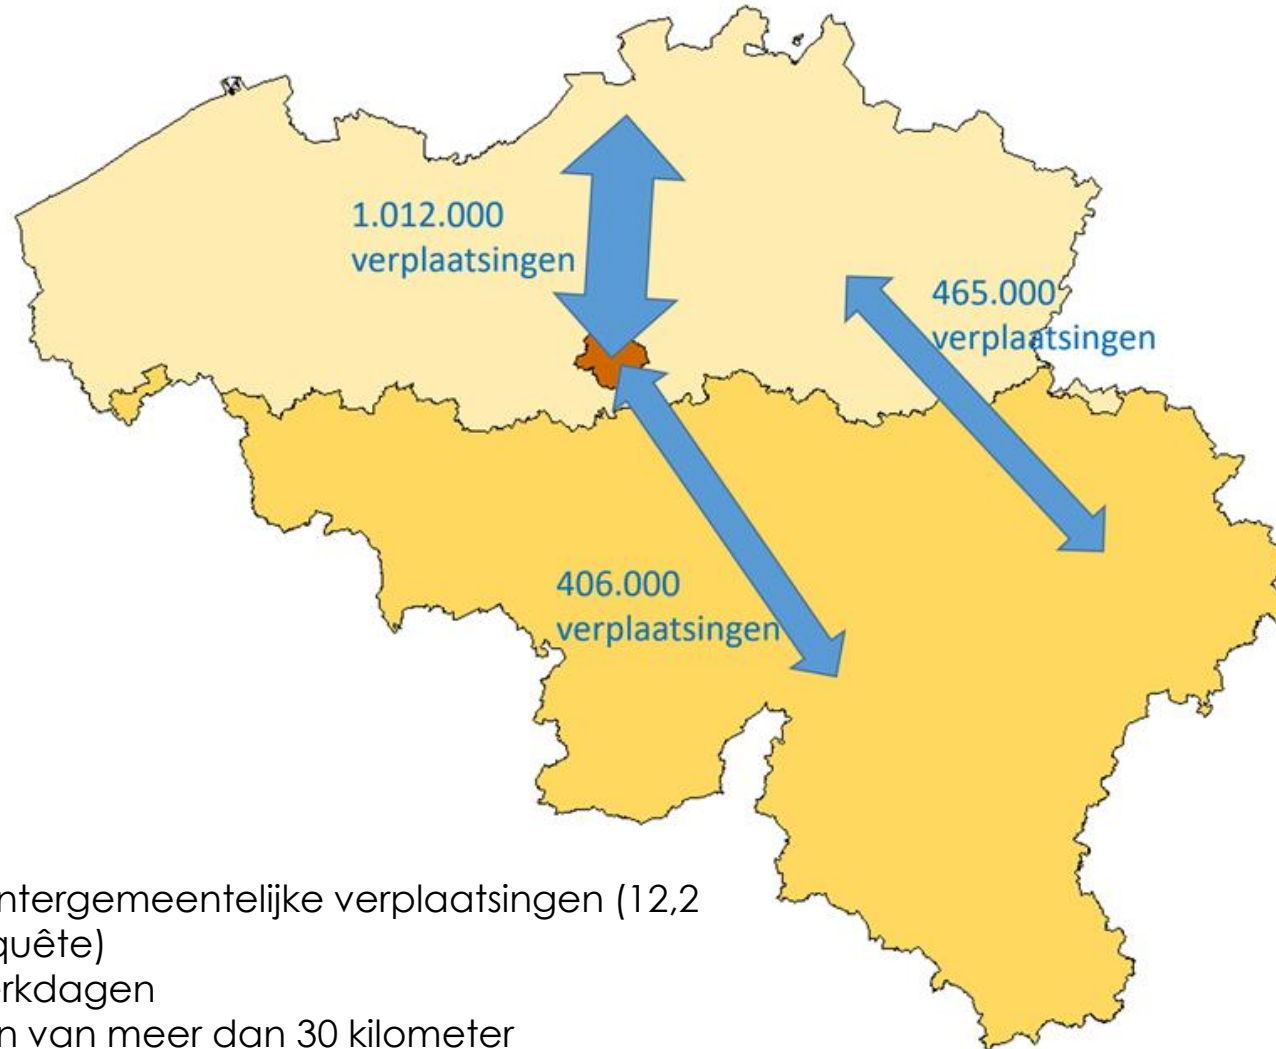 1.012.000
verplaatsingen
465.000
verplaatsingen
406.000
verplaatsingen
ntergemeentelijke verplaatsingen (12,2
quête)
rkdagen
n van meer dan 30 kilometer